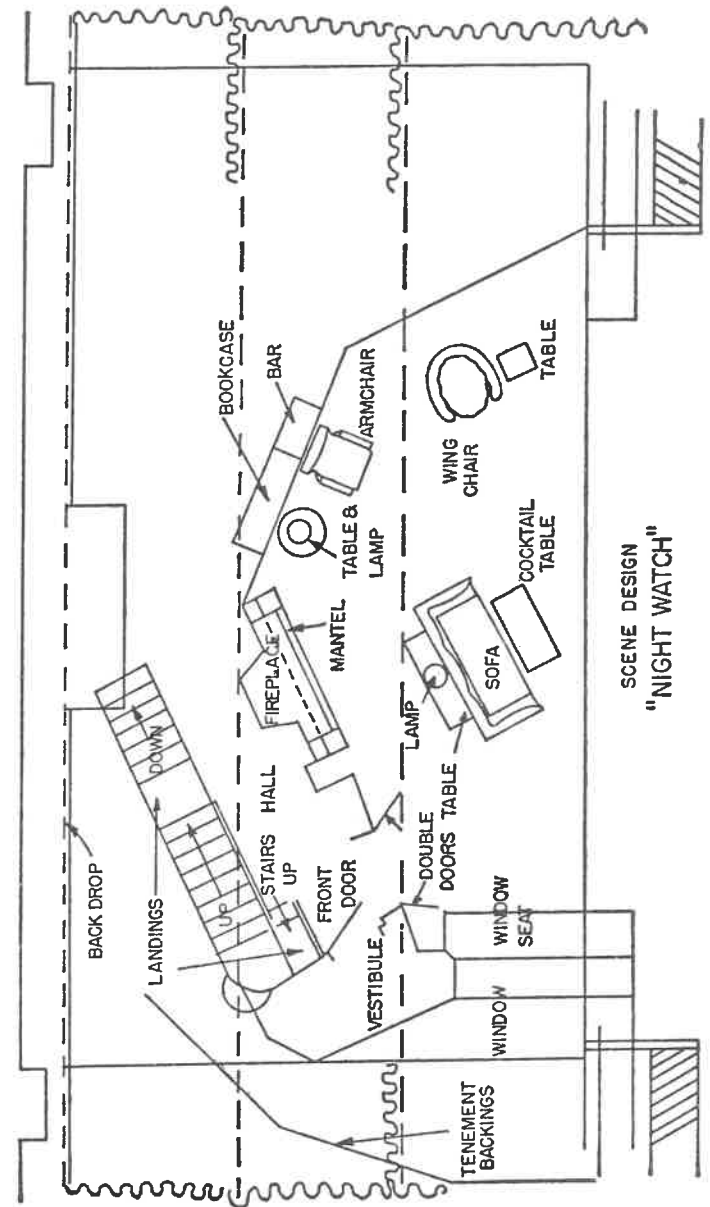 BACK DROP
LANDINGS
DOWN
UP
STAIRS HALL
UP
FRONT
DOOR
FIREPLACE
MANTEL
BOOKCASE
BAR
ARMCHAIR
TABLE &
LAMP
VESTIBULE
DOUBLE
DOORS
TABLE
LAMP
SOFA
COCKTAIL
TABLE
WING
CHAIR
TABLE
WINDOW
SEAT
WINDOW
TENEMENT
BACKINGS
SCENE DESIGN
"NIGHT WATCH"